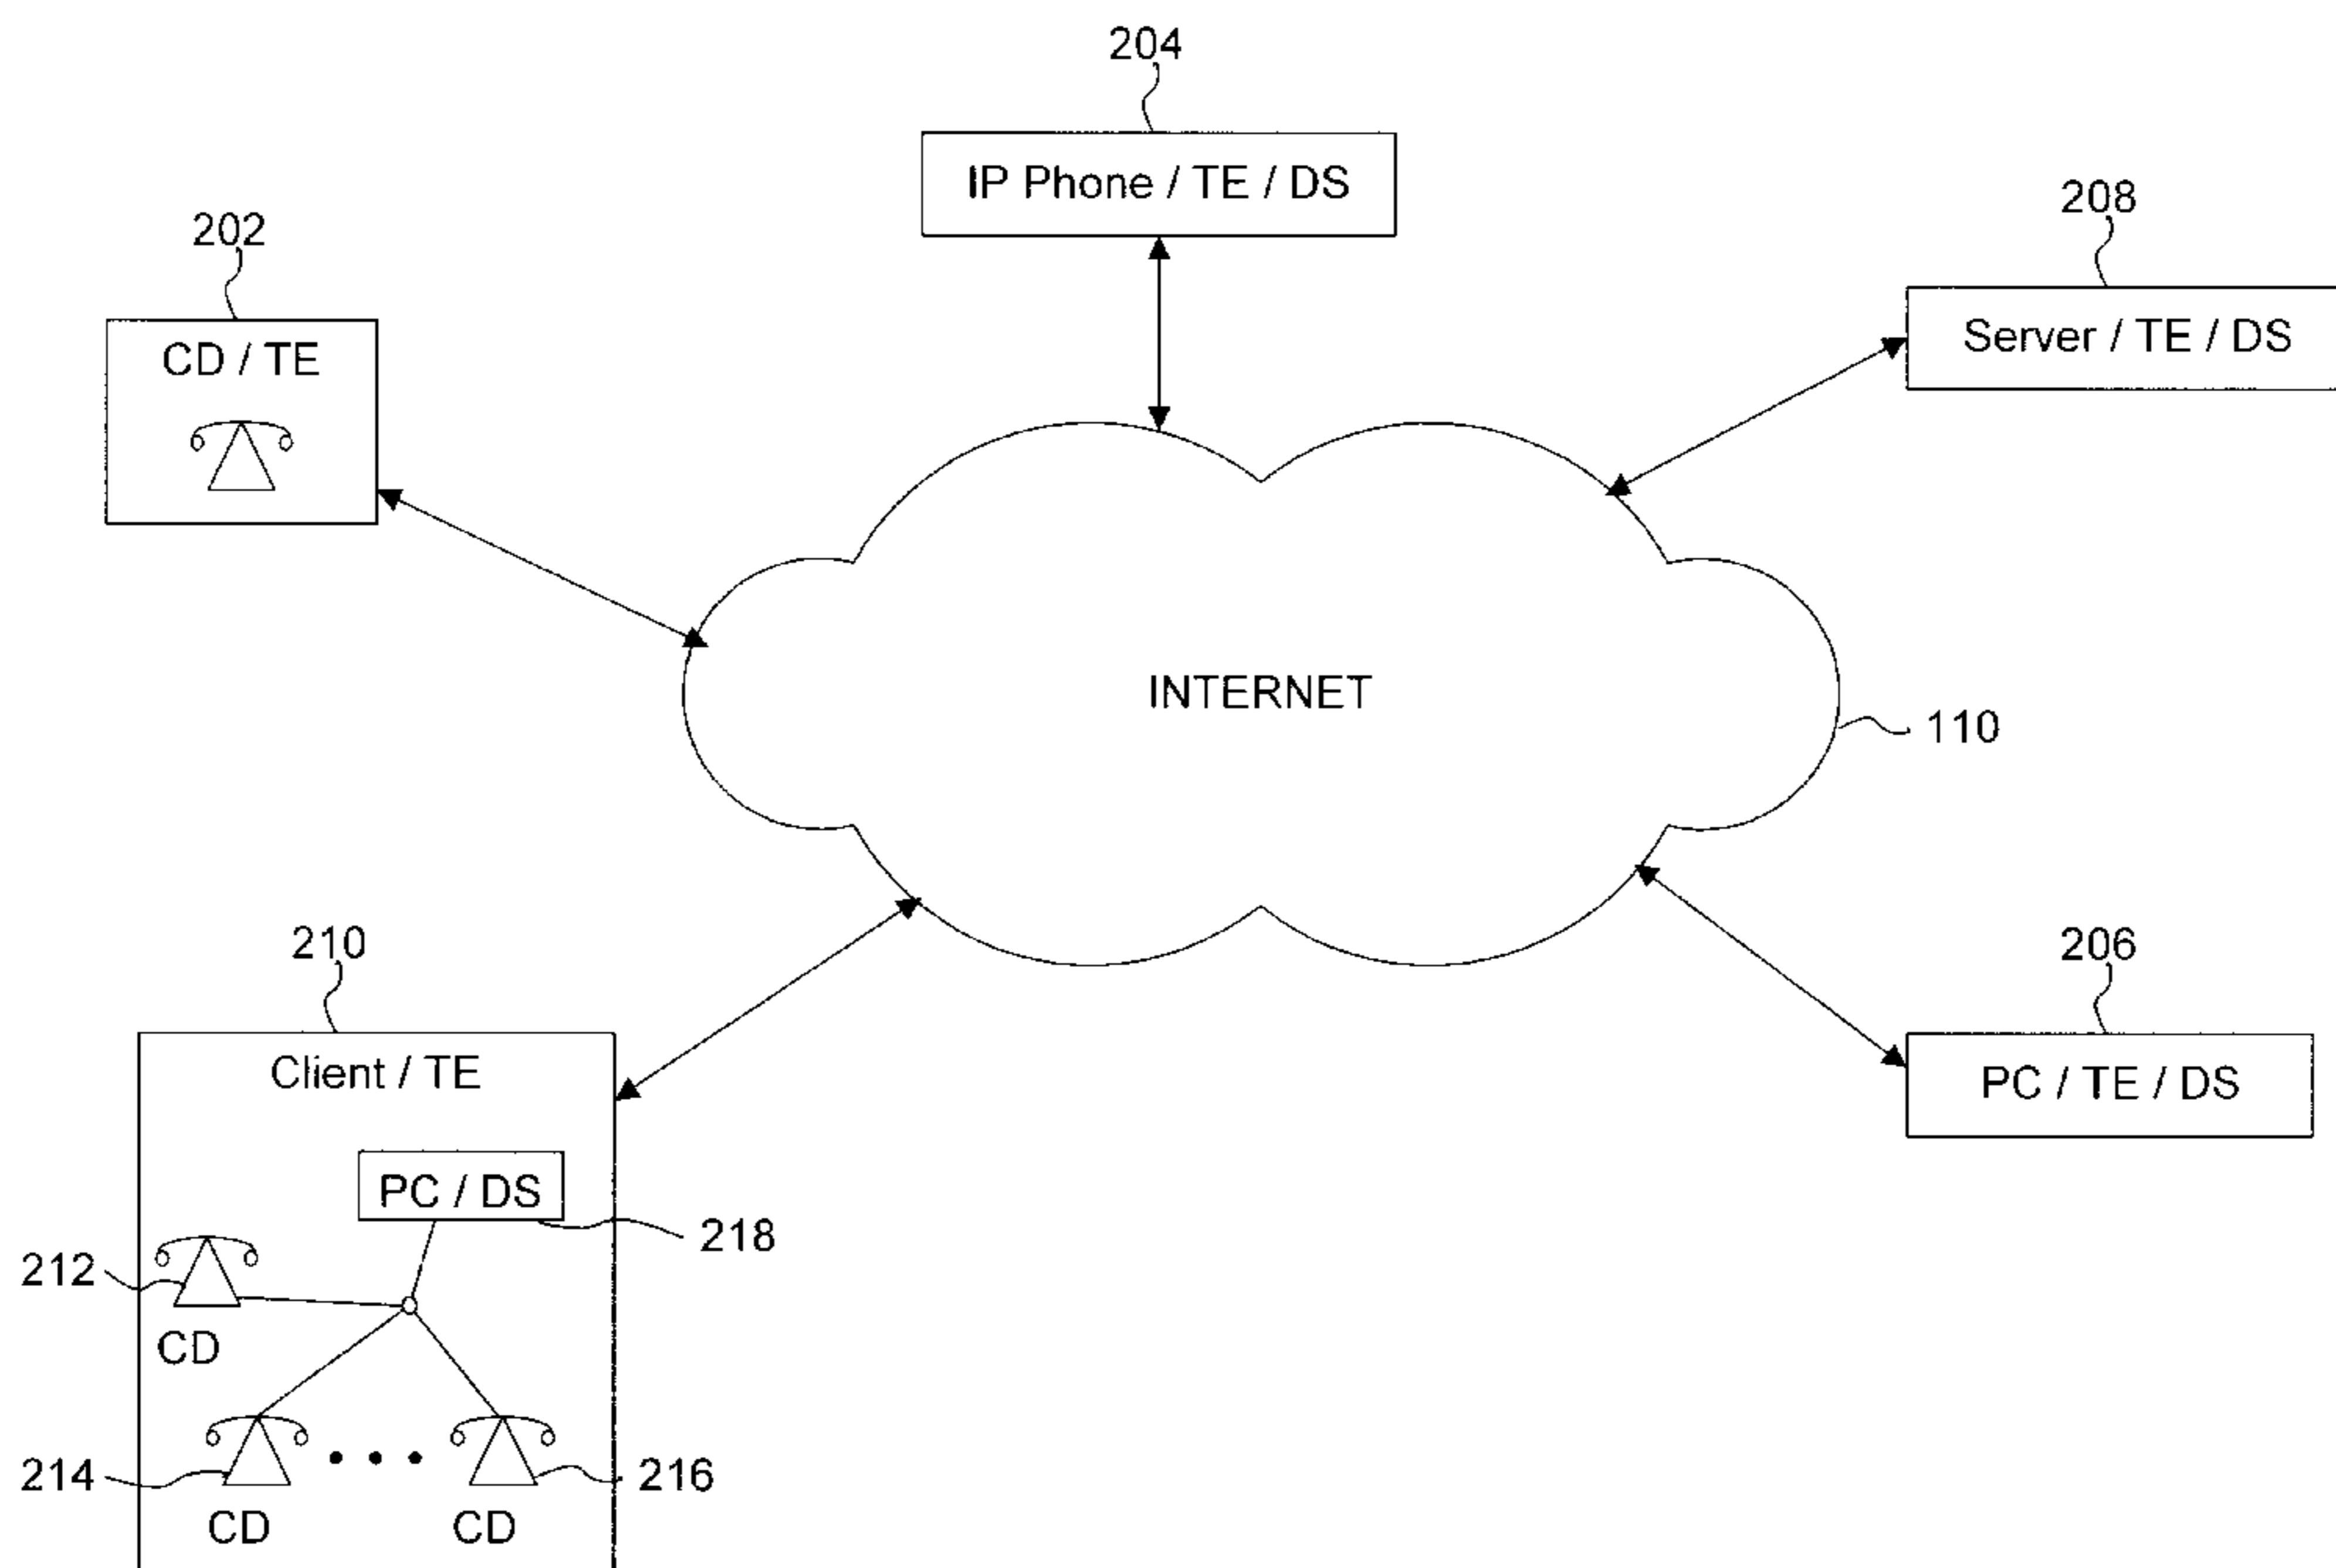 204
IP Phone / TE / DS
208
Server / TE / DS
202
CD / TE
INTERNET
110
210
Client / TE
PC / DS
218
212
CD
214
216
CD
CD
206
PC / TE / DS